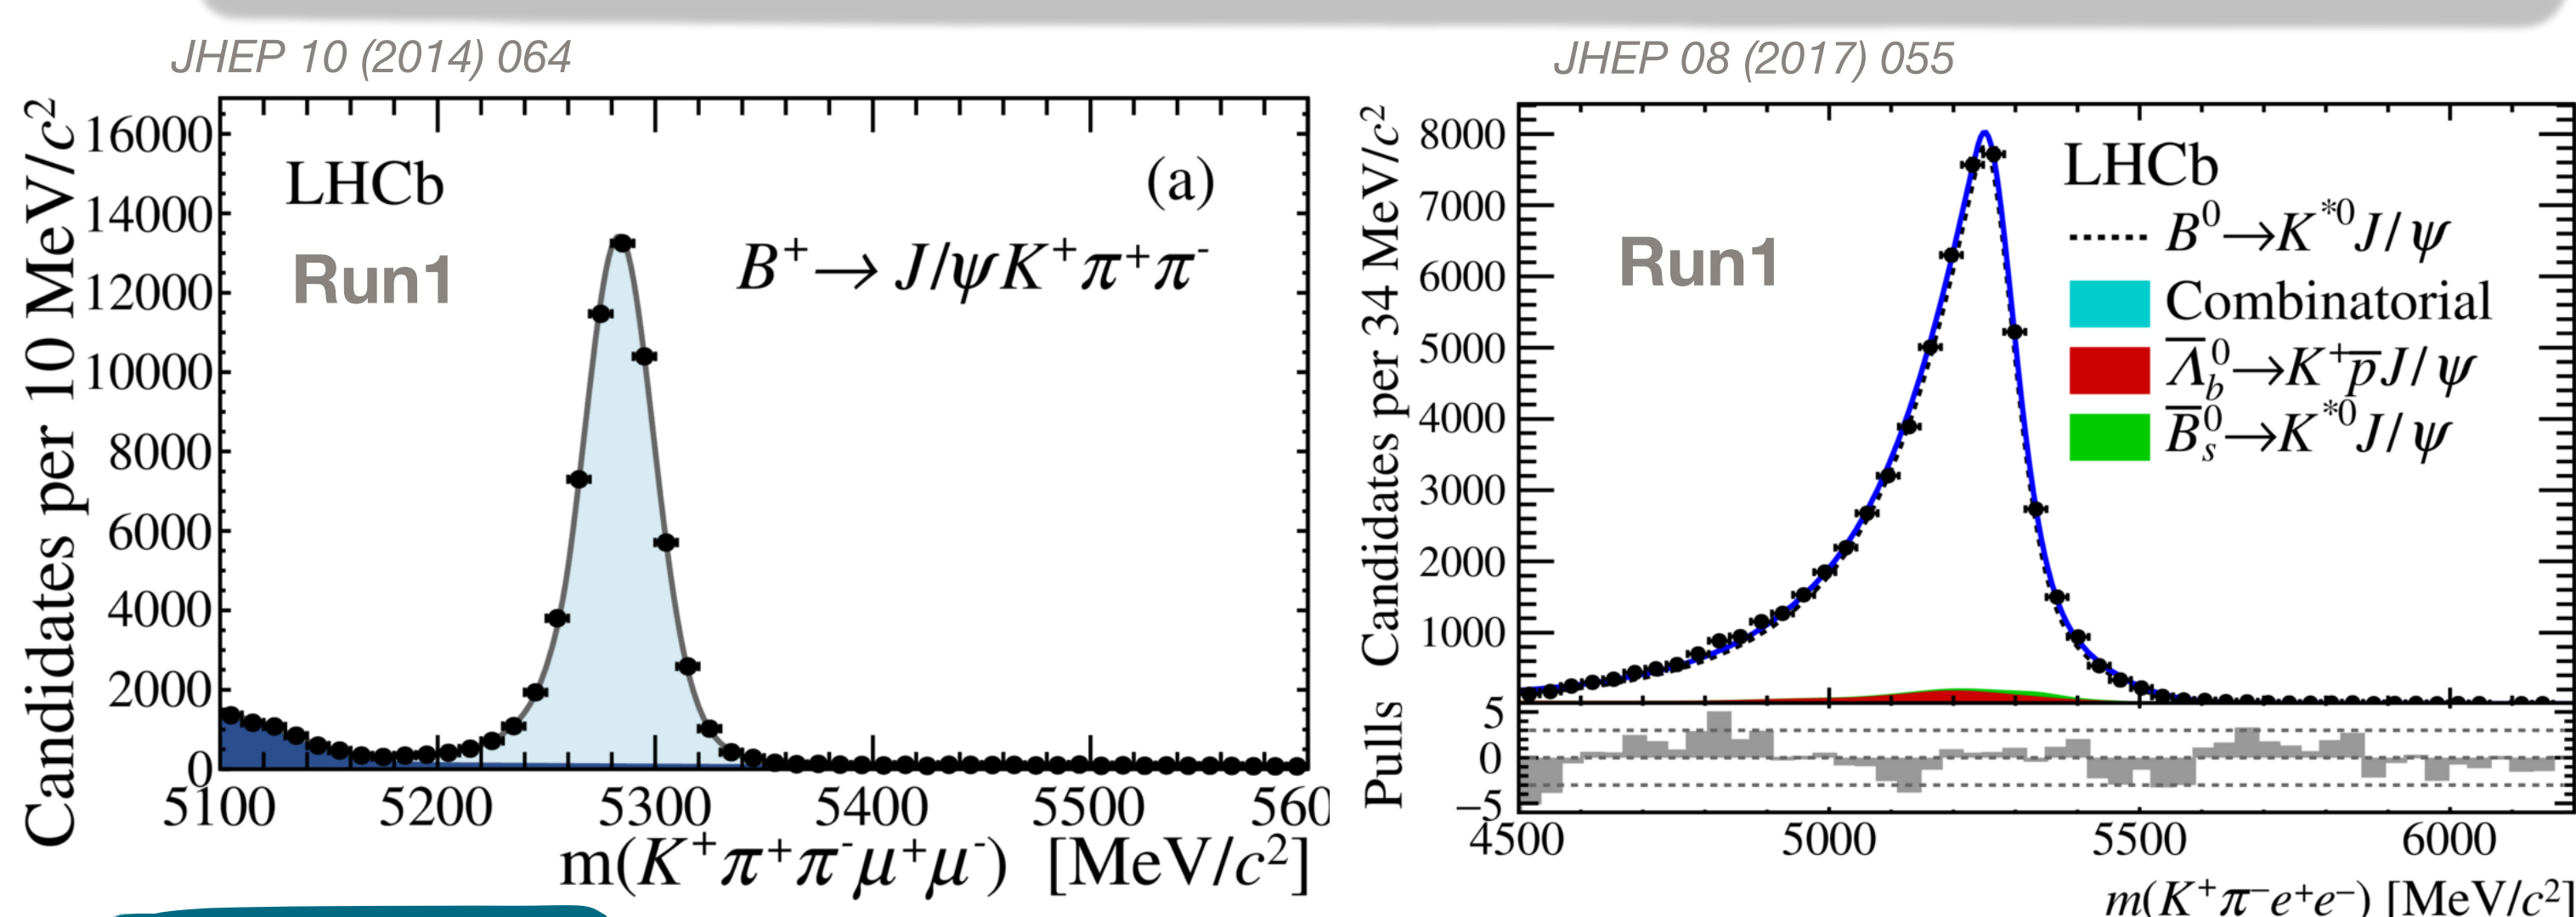 JHEP 10 (2014) 064
Candidates per 10 MeV/c²
16000
14000
12000
10000
8000
6000
4000
2000
0
LHCb
(a)
Run1
B⁺→ J/ψK⁺π⁺π⁻
5100 5200 5300 5400 5500 560
m(K⁺π⁺π⁻μ⁺μ⁻) [MeV/c²]
JHEP 08 (2017) 055
Candidates per 34 MeV/c²
8000
7000
6000
5000
4000
3000
2000
1000
LHCb
Run1
B⁰→K*⁰J/ψ
Combinatorial
Λ̅b⁰→K⁺p̅J/ψ
B̅s⁰→K*⁰J/ψ
Pulls
5
0
−5
4500 5000 5500 6000
m(K⁺π⁻e⁺e⁻) [MeV/c²]